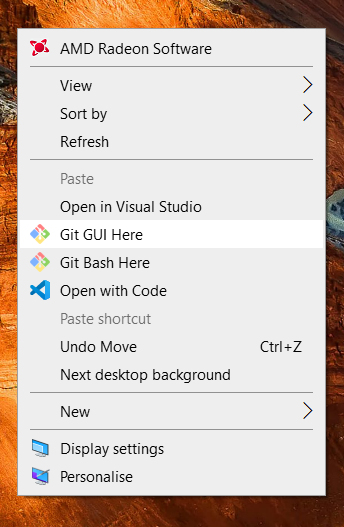 AMD Radeon Software
View
Sort by
Refresh
Paste
Open in Visual Studio
Git GUI Here
Git Bash Here
Open with Code
Paste shortcut
Undo Move Ctrl+Z
Next desktop background
New
Display settings
Personalise